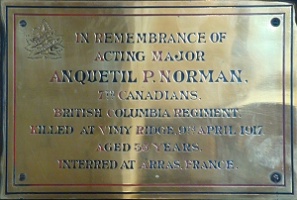 IN REMEMBRANCE OF
ACTING MAJOR
ANQUETIL P. NORMAN.
7TH CANADIANS.
BRITISH COLUMBIA REGIMENT.
KILLED AT VIMY RIDGE 9TH APRIL 1917
AGED YEARS.
INTERRED AT ARRAS, FRANCE.